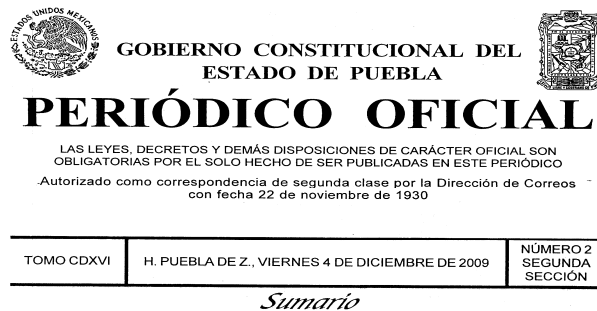 ESTADOS UNIDOS MEXICANOS
GOBIERNO CONSTITUCIONAL DEL
ESTADO DE PUEBLA
PERIÓDICO OFICIAL
LAS LEYES, DECRETOS Y DEMÁS DISPOSICIONES DE CARÁCTER OFICIAL SON
OBLIGATORIAS POR EL SOLO HECHO DE SER PUBLICADAS EN ESTE PERIÓDICO
Autorizado como correspondencia de segunda clase por la Dirección de Correos
con fecha 22 de noviembre de 1930
TOMO CDXVI
H. PUEBLA DE Z., VIERNES 4 DE DICIEMBRE DE 2009
NÚMERO 2
SEGUNDA
SECCIÓN
Sumario